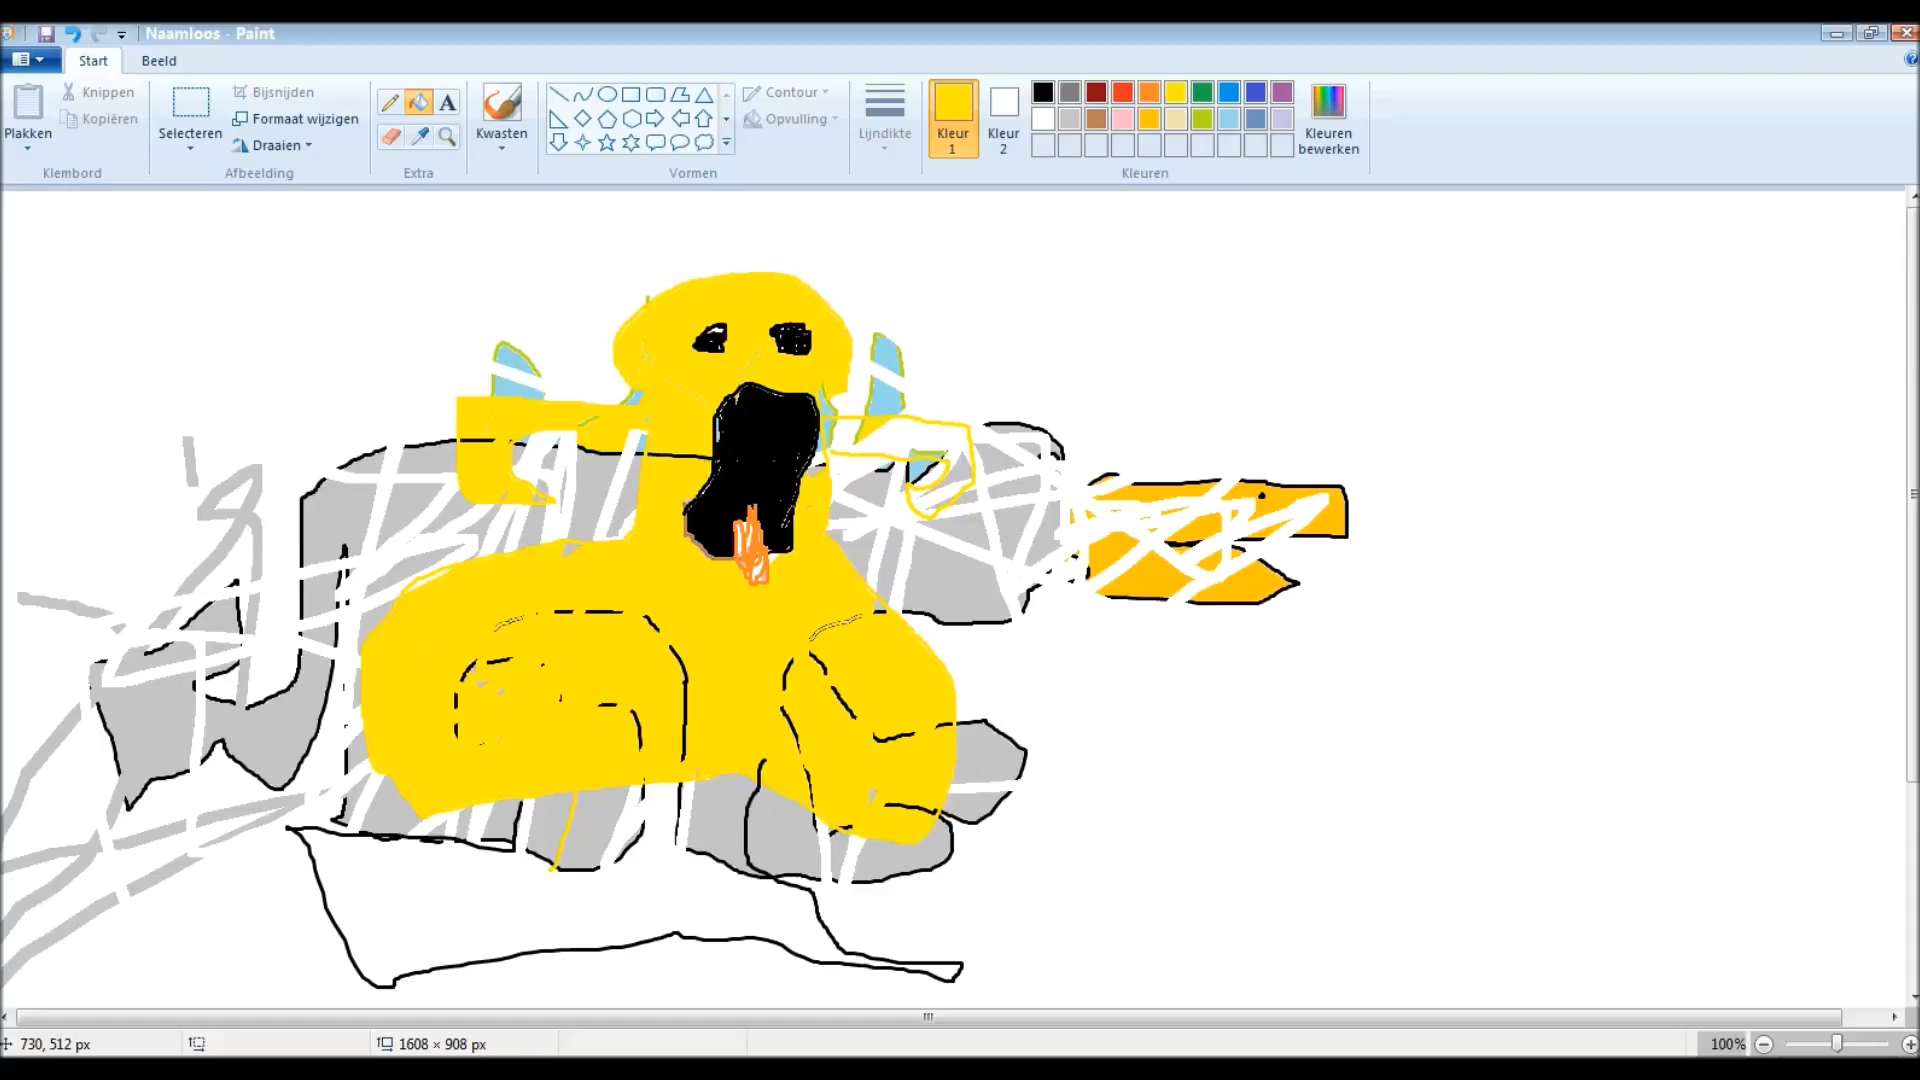 Naamloos - Paint
Start Beeld
Plakken
Knippen
Kopiëren
Klembord
Selecteren
Bijsnijden
Formaat wijzigen
Draaien
Afbeelding
A
Extra
Kwasten
Contour
Opvulling
Vormen
Lijndikte
Kleur
1
Kleur
2
Kleuren
bewerken
Kleuren
730, 512 px
1608 × 908 px
100%